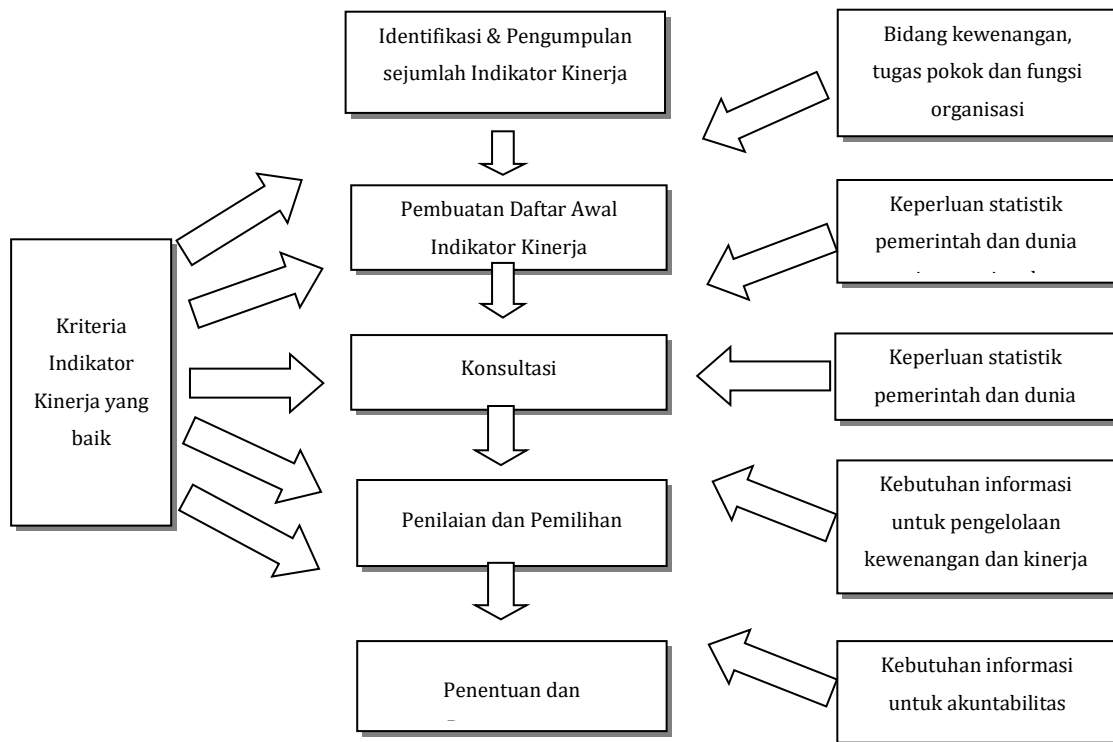 Identifikasi & Pengumpulan
sejumlah Indikator Kinerja
Pembuatan Daftar Awal
Indikator Kinerja
Konsultasi
Penilaian dan Pemilihan
Penentuan dan
Kriteria
Indikator
Kinerja yang
baik
Bidang kewenangan,
tugas pokok dan fungsi
organisasi
Keperluan statistik
pemerintah dan dunia
Keperluan statistik
pemerintah dan dunia
Kebutuhan informasi
untuk pengelolaan
kewenangan dan kinerja
Kebutuhan informasi
untuk akuntabilitas